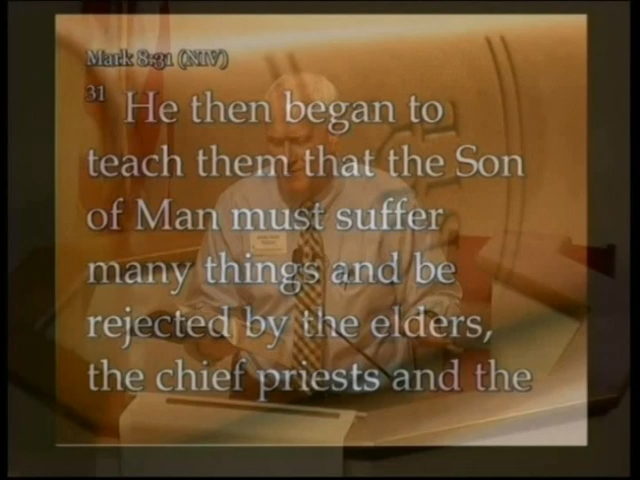 Mark 8:31 (NIV)
31 He then began to
teach them that the Son
of Man must suffer
many things and be
rejected by the elders,
the chief priests and the